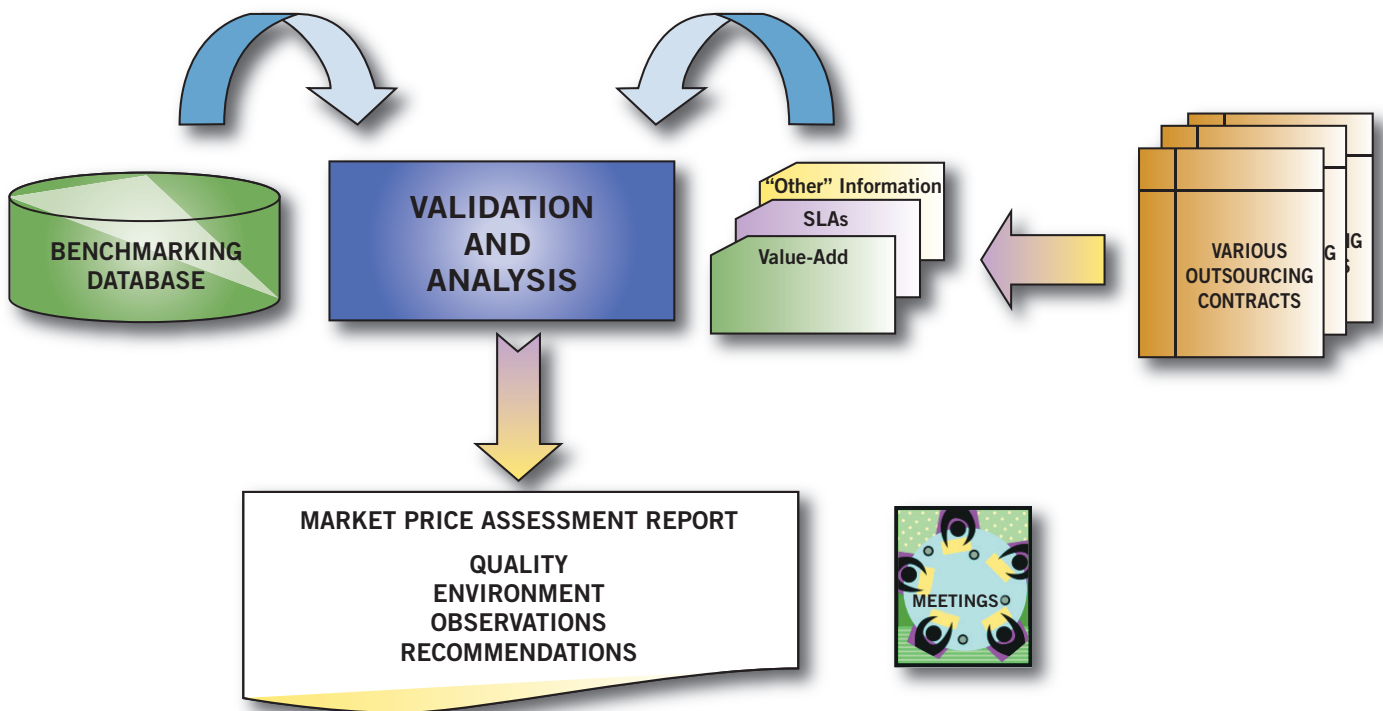 BENCHMARKING
DATABASE
VALIDATION
AND
ANALYSIS
"Other" Information
SLAs
Value-Add
VARIOUS
OUTSOURCING
CONTRACTS
NG
G
S
MARKET PRICE ASSESSMENT REPORT
QUALITY
ENVIRONMENT
OBSERVATIONS
RECOMMENDATIONS
MEETINGS